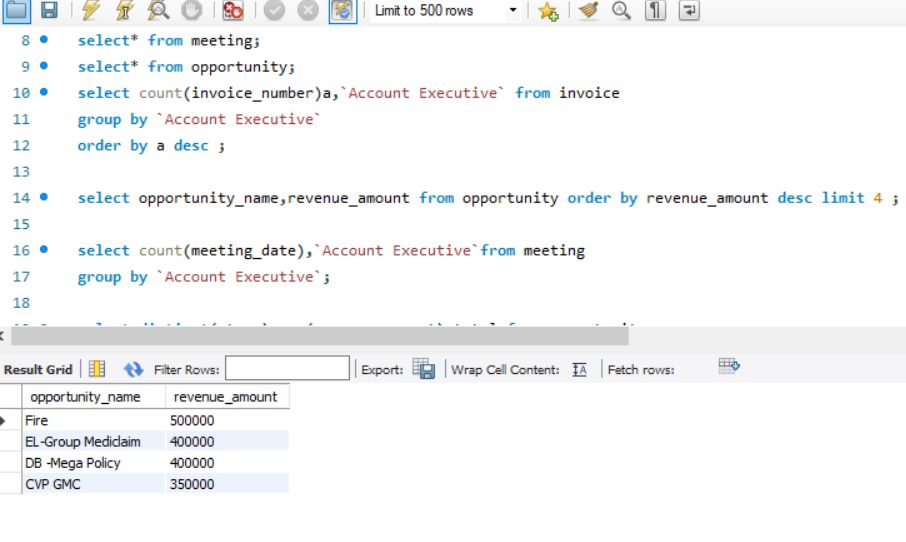 Limit to 500 rows
8 select* from meeting;
9 select* from opportunity;
10 select count(invoice_number)a,`Account Executive` from invoice
11 group by `Account Executive`
12 order by a desc ;
13
14 select opportunity_name,revenue_amount from opportunity order by revenue_amount desc limit 4 ;
15
16 select count(meeting_date),`Account Executive`from meeting
17 group by `Account Executive`;
18
Result Grid Filter Rows: Export: Wrap Cell Content: Fetch rows:
opportunity_name revenue_amount
Fire 500000
EL-Group Mediclaim 400000
DB -Mega Policy 400000
CVP GMC 350000